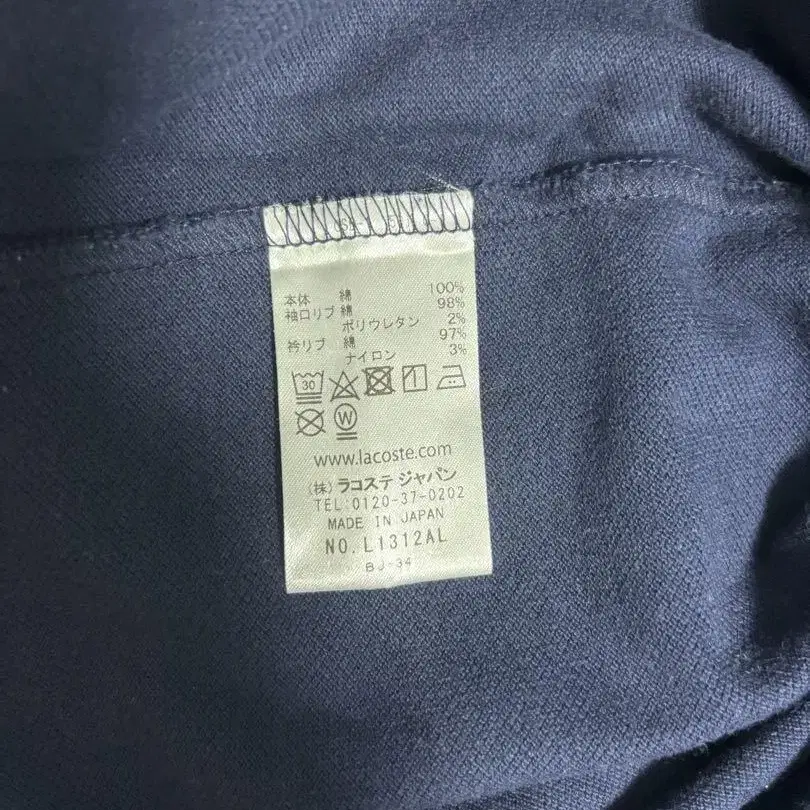 本体 綿 100%
袖口リブ 綿 98%
ポリウレタン 2%
衿リブ 綿 97%
ナイロン 3%
30
W
www.lacoste.com
(株)ラコステ ジャパン
TEL:0120-37-0202
MADE IN JAPAN
NO.L1312AL
BJ-34